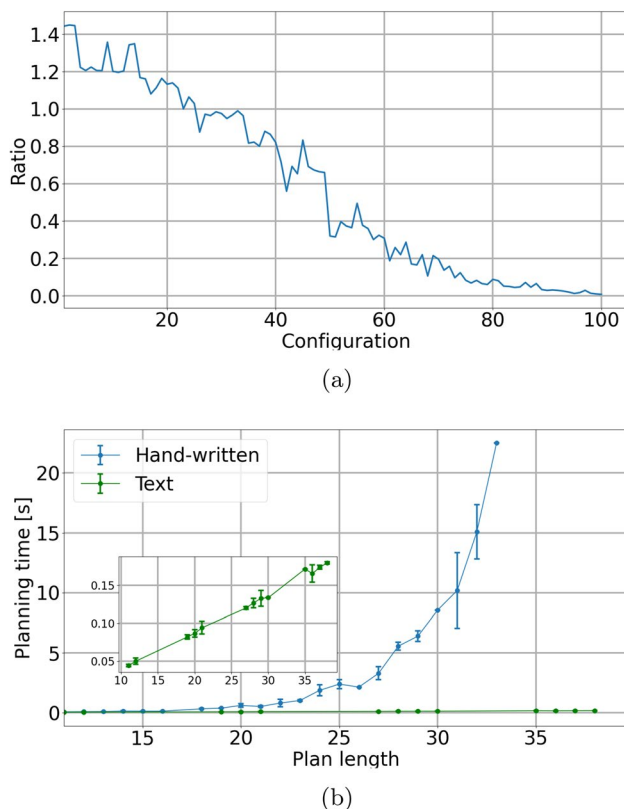 1.4
1.2
1.0
0.8
0.6
0.4
0.2
0.0
Ratio
20 40 60 80 100
Configuration
(a)
Hand-written
Text
20
15
10
5
0
Planning time [s]
0.15
0.10
0.05
10 15 20 25 30 35
15 20 25 30 35
Plan length
(b)